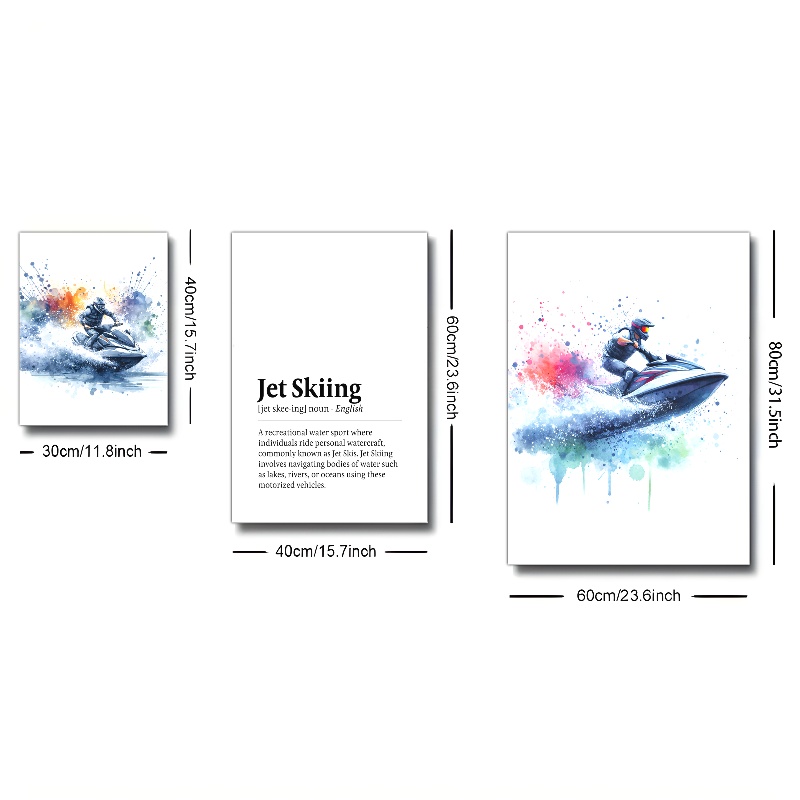 40cm/15.7inch
30cm/11.8inch
Jet Skiing
[jet skee-ing] noun - English
A recreational water sport where
individuals ride personal watercraft,
commonly known as Jet Skis. Jet Skiing
involves navigating bodies of water such
as lakes, rivers, or oceans using these
motorized vehicles.
60cm/23.6inch
40cm/15.7inch
80cm/31.5inch
60cm/23.6inch